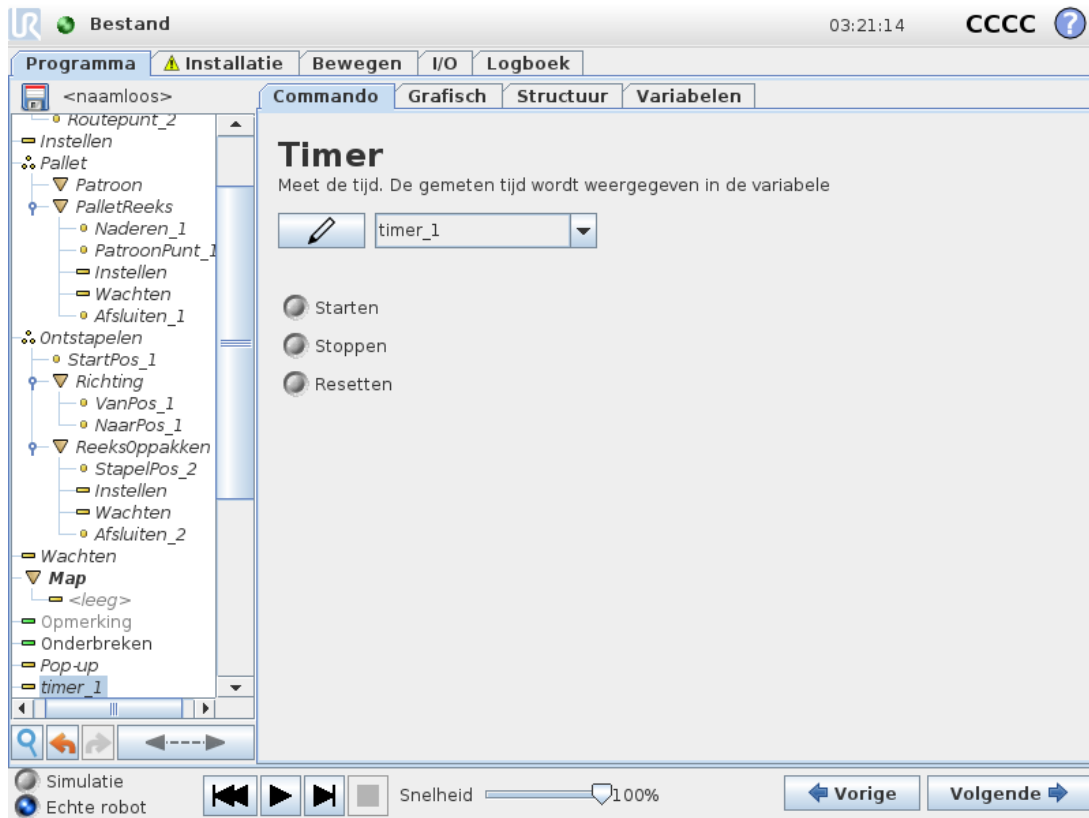 UR Bestand 03:21:14 CCCC ?
Programma Installatie Bewegen I/O Logboek
<naamloos>
Commando Grafisch Structuur Variabelen
Routepunt_2
Instellen
Pallet
Patroon
PalletReeks
Naderen_1
PatroonPunt_1
Instellen
Wachten
Afsluiten_1
Ontstapelen
StartPos_1
Richting
VanPos_1
NaarPos_1
ReeksOppakken
StapelPos_2
Instellen
Wachten
Afsluiten_2
Wachten
Map
<leeg>
Opmerking
Onderbreken
Pop-up
timer_1
Timer
Meet de tijd. De gemeten tijd wordt weergegeven in de variabele
timer_1
Starten
Stoppen
Resetten
Simulatie
Echte robot
Snelheid 100%
Vorige
Volgende